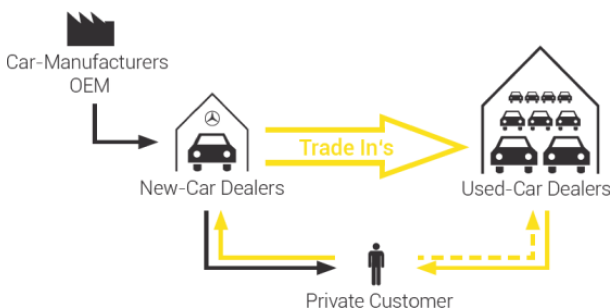 Car-Manufacturers
OEM
Trade In's
New-Car Dealers
Used-Car Dealers
Private Customer